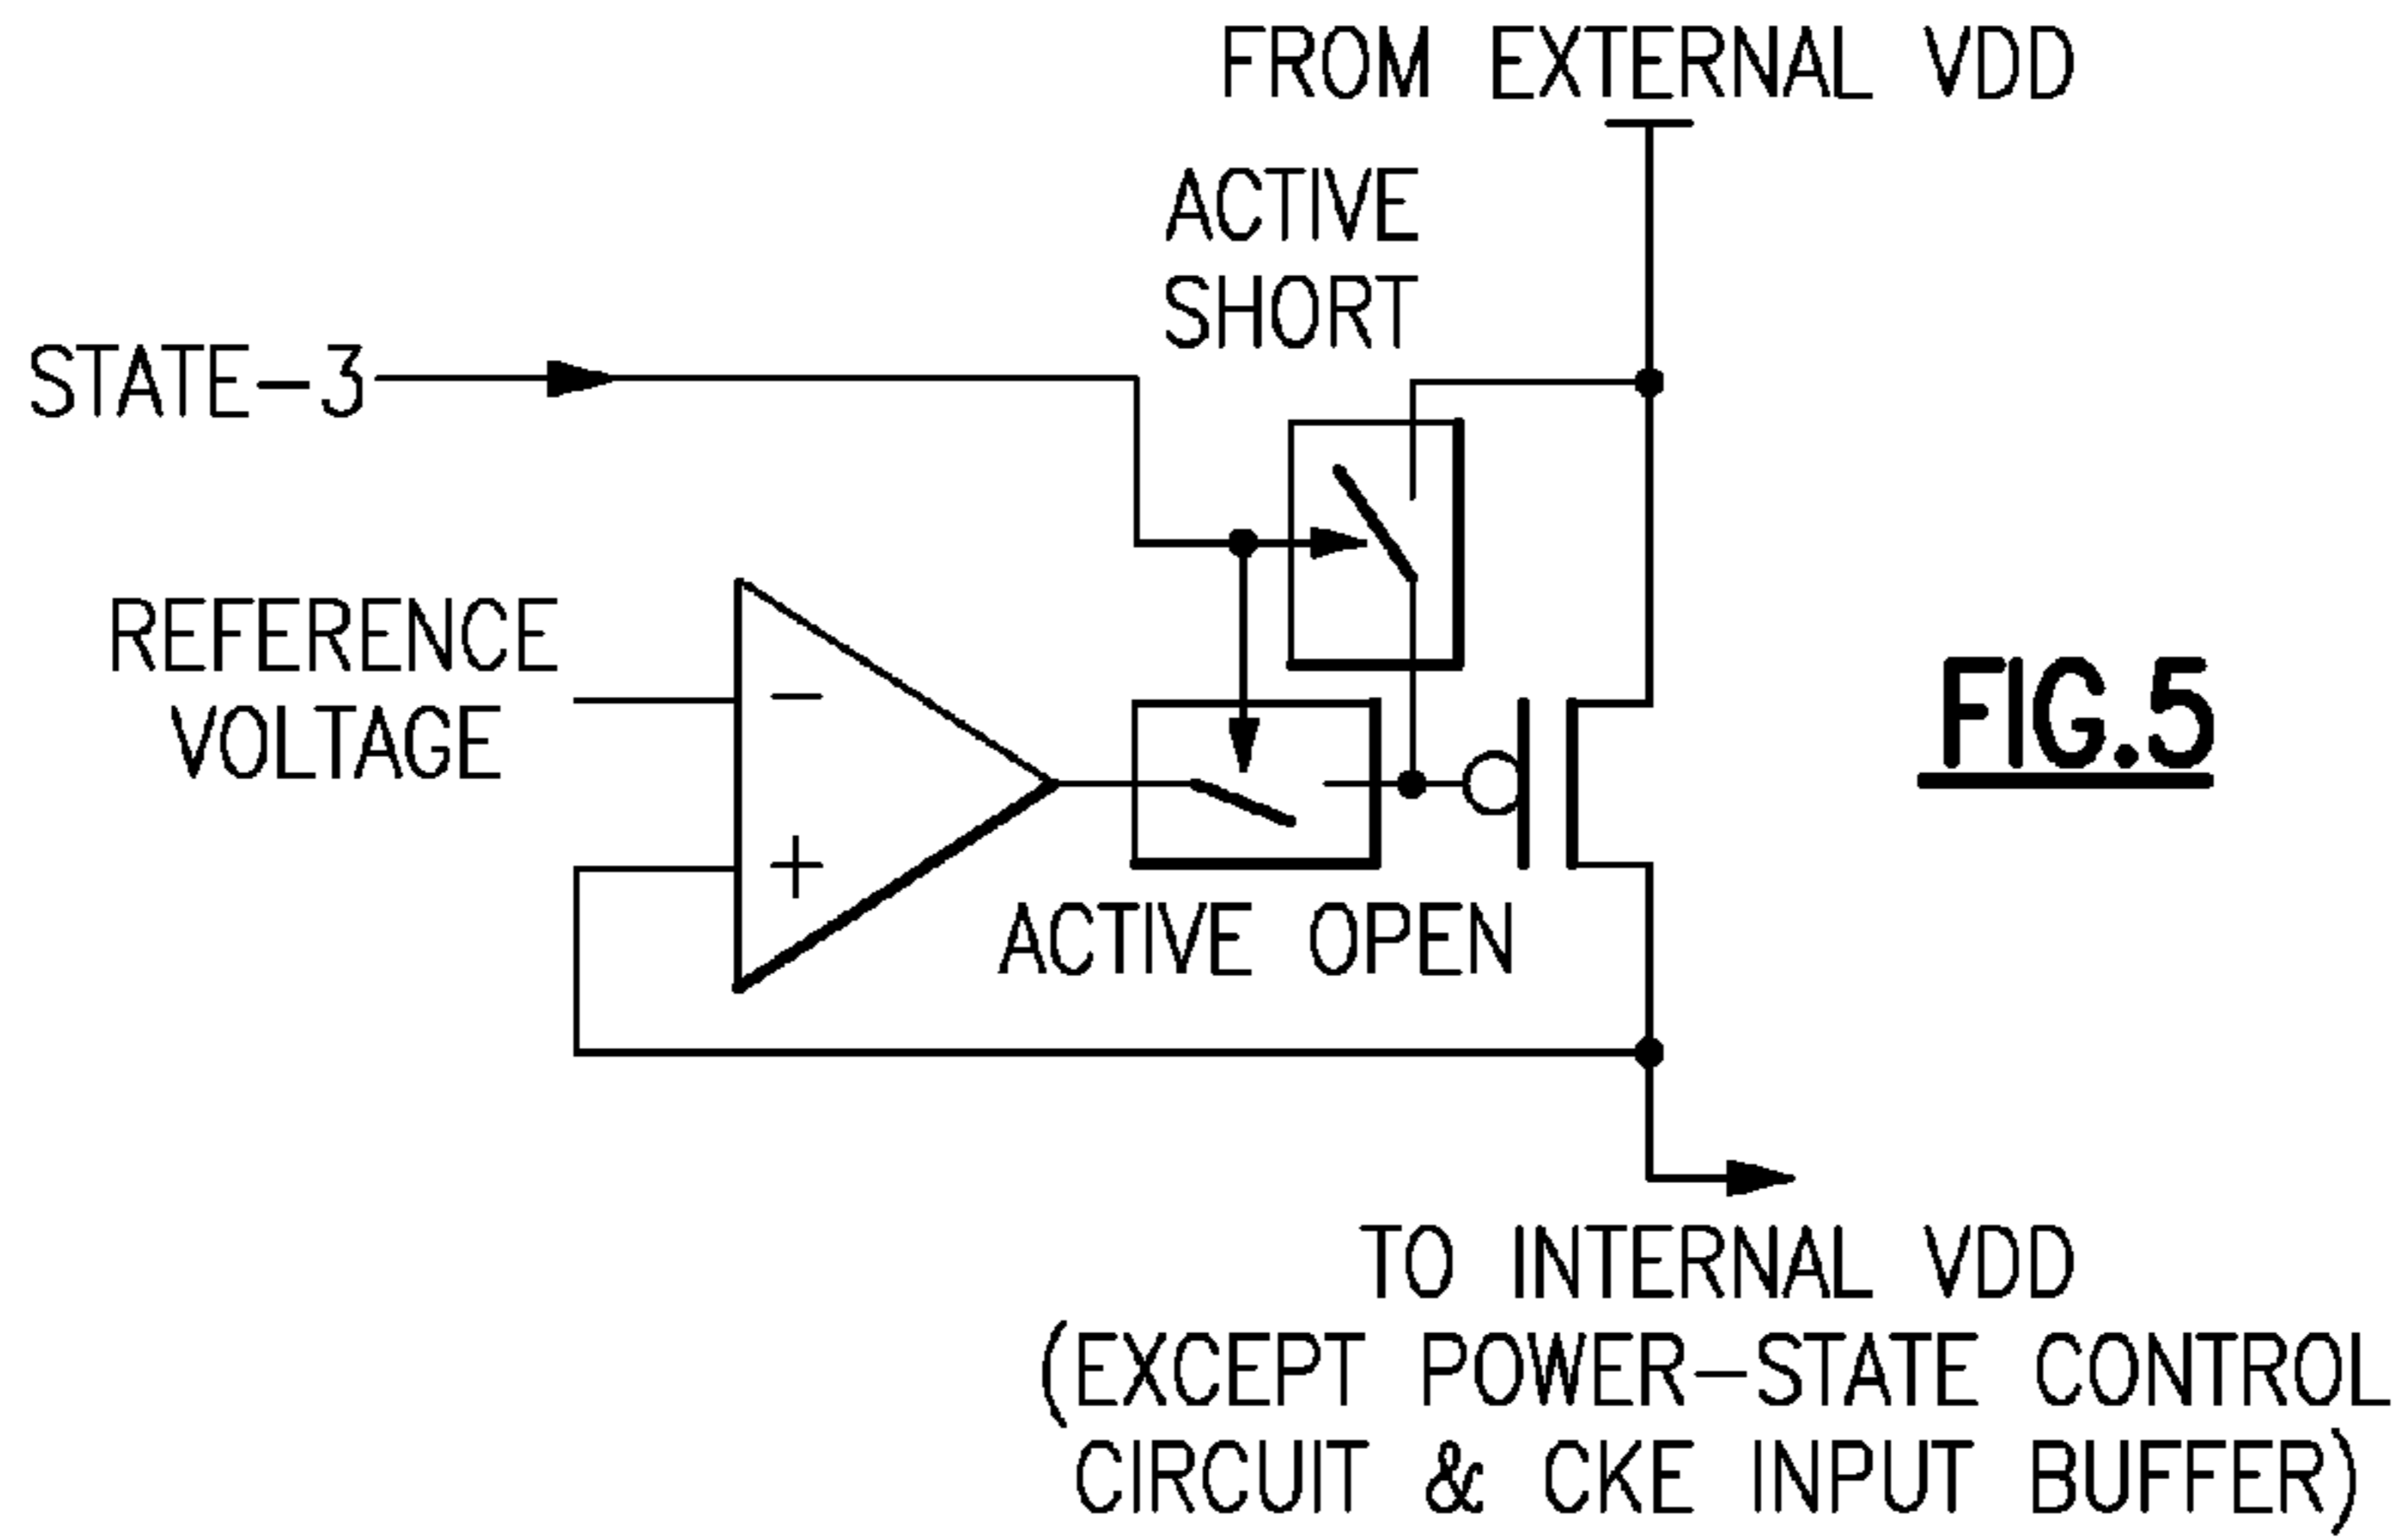 FROM EXTERNAL VDD
ACTIVE
SHORT
STATE-3
REFERENCE
VOLTAGE
−
+
ACTIVE OPEN
FIG.5
TO INTERNAL VDD
(EXCEPT POWER-STATE CONTROL
CIRCUIT & CKE INPUT BUFFER)